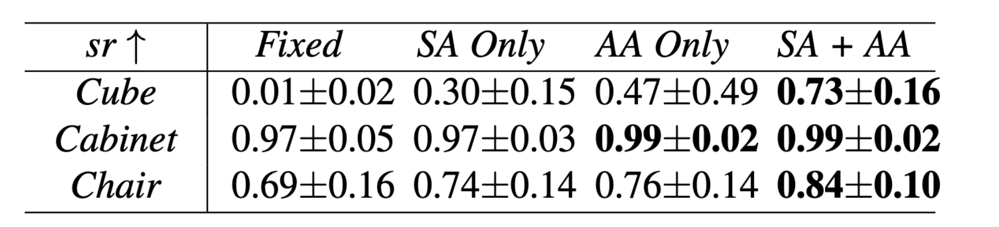 sr ↑ Fixed SA Only AA Only SA + AA
Cube 0.01±0.02 0.30±0.15 0.47±0.49 0.73±0.16
Cabinet 0.97±0.05 0.97±0.03 0.99±0.02 0.99±0.02
Chair 0.69±0.16 0.74±0.14 0.76±0.14 0.84±0.10